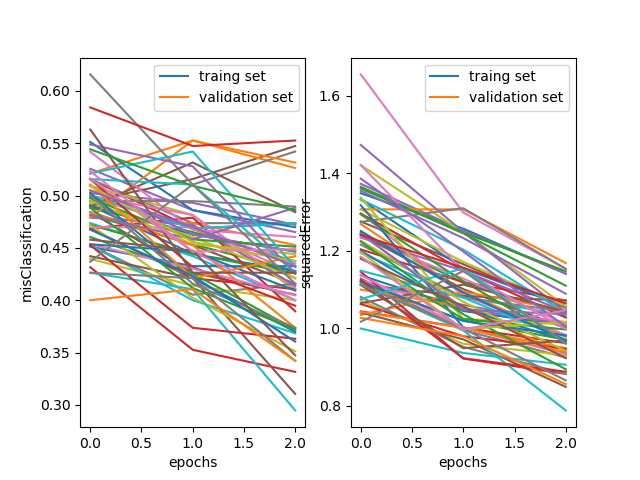 traing set
validation set
misClassification
0.60
0.55
0.50
0.45
0.40
0.35
0.30
0.0 0.5 1.0 1.5 2.0
epochs
traing set
validation set
squaredError
1.6
1.4
1.2
1.0
0.8
0.0 0.5 1.0 1.5 2.0
epochs